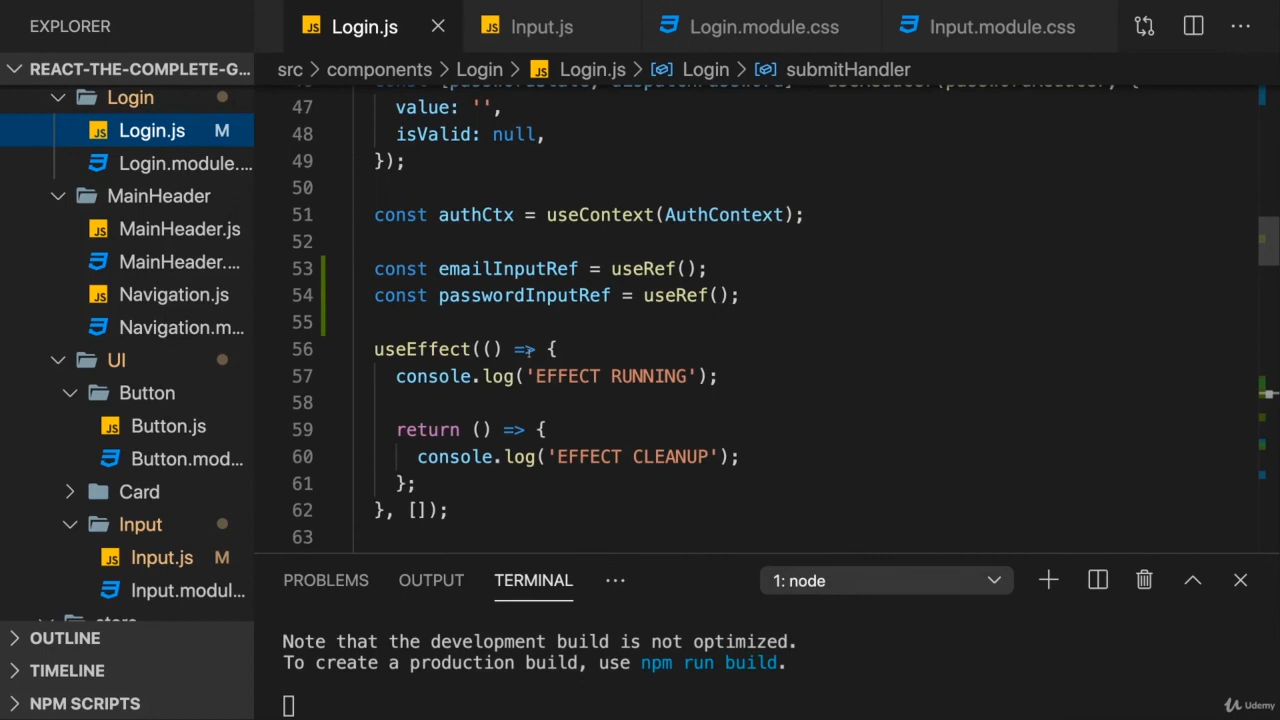 EXPLORER
Login.js
Input.js
Login.module.css
Input.module.css
REACT-THE-COMPLETE-G...
src > components > Login > Login.js > Login > submitHandler
Login
Login.js M
Login.module....
MainHeader
MainHeader.js
MainHeader....
Navigation.js
Navigation.m...
UI
Button
Button.js
Button.mod...
Card
Input
Input.js M
Input.modul...
OUTLINE
TIMELINE
NPM SCRIPTS
47 value: '',
48 isValid: null,
49 });
50
51 const authCtx = useContext(AuthContext);
52
53 const emailInputRef = useRef();
54 const passwordInputRef = useRef();
55
56 useEffect(() => {
57 console.log('EFFECT RUNNING');
58
59 return () => {
60 console.log('EFFECT CLEANUP');
61 };
62 }, []);
63
PROBLEMS OUTPUT TERMINAL ... 1: node
Note that the development build is not optimized.
To create a production build, use npm run build.
Udemy